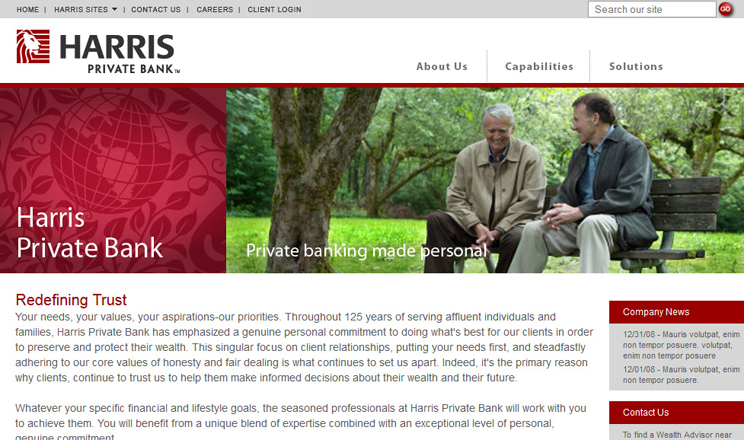 HOME | HARRIS SITES | CONTACT US | CAREERS | CLIENT LOGIN
Search our site
GO
HARRIS
PRIVATE BANK™
About Us
Capabilities
Solutions
Harris
Private Bank
Private banking made personal
Redefining Trust
Your needs, your values, your aspirations-our priorities. Throughout 125 years of serving affluent individuals and
families, Harris Private Bank has emphasized a genuine personal commitment to doing what's best for our clients in order
to preserve and protect their wealth. This singular focus on client relationships, putting your needs first, and steadfastly
adhering to our core values of honesty and fair dealing is what continues to set us apart. Indeed, it's the primary reason
why clients, continue to trust us to help them make informed decisions about their wealth and their future.
Whatever your specific financial and lifestyle goals, the seasoned professionals at Harris Private Bank will work with you
to achieve them. You will benefit from a unique blend of expertise combined with an exceptional level of personal,
genuine commitment
Company News
12/31/08 - Mauris volutpat, enim
non tempor posuere. volutpat,
enim non tempor posuere
12/01/08 - Mauris volutpat, enim
non tempor posuere.
Contact Us
To find a Wealth Advisor near